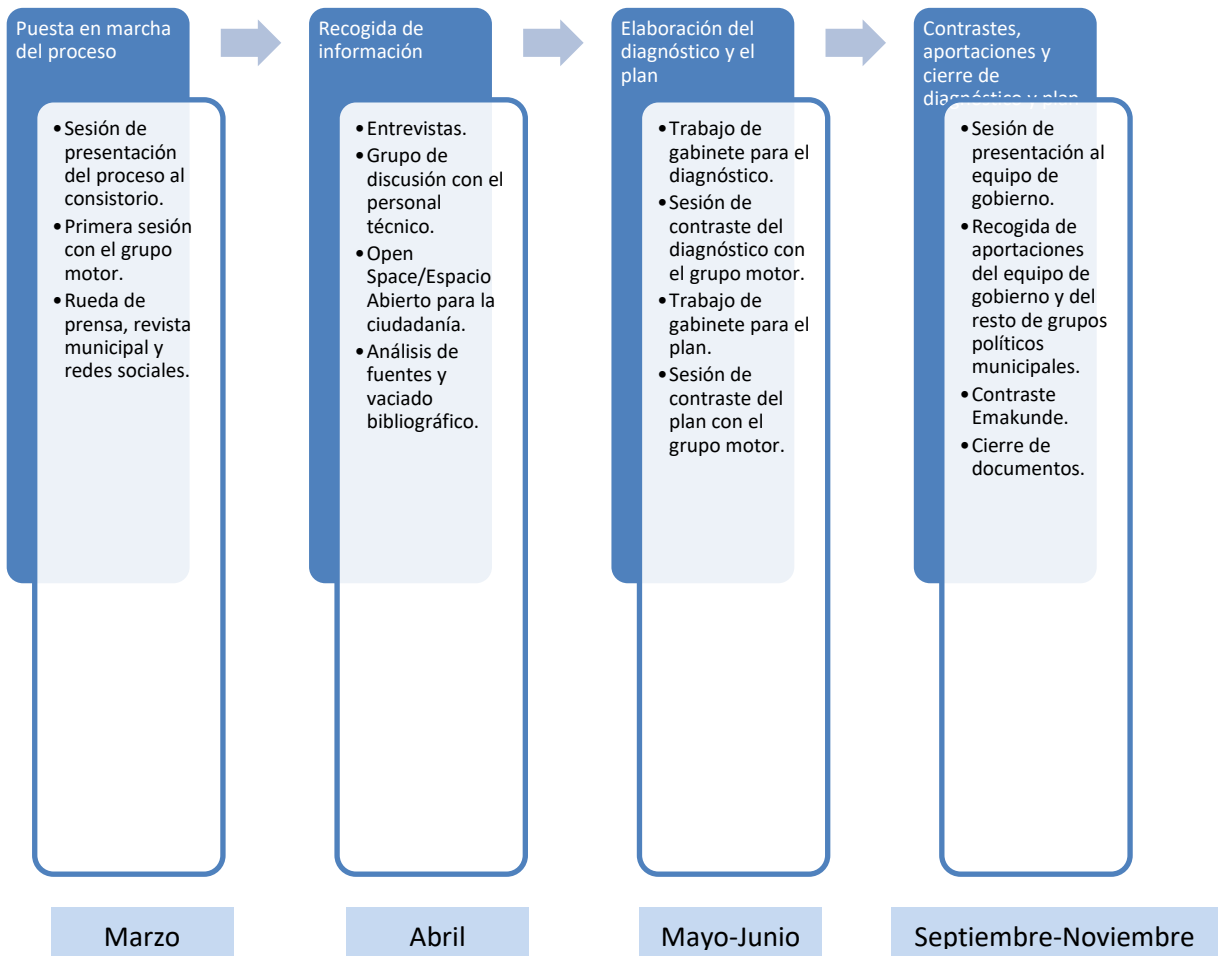 Puesta en marcha
del proceso
• Sesión de
presentación
del proceso al
consistorio.
• Primera sesión
con el grupo
motor.
• Rueda de
prensa, revista
municipal y
redes sociales.
Marzo
Recogida de
información
• Entrevistas.
• Grupo de
discusión con el
personal
técnico.
• Open
Space/Espacio
Abierto para la
ciudadanía.
• Análisis de
fuentes y
vaciado
bibliográfico.
Abril
Elaboración del
diagnóstico y el
plan
• Trabajo de
gabinete para el
diagnóstico.
• Sesión de
contraste del
diagnóstico con
el grupo motor.
• Trabajo de
gabinete para el
plan.
• Sesión de
contraste del
plan con el
grupo motor.
Mayo-Junio
Contrastes,
aportaciones y
cierre de
diagnóstico y plan
• Sesión de
presentación al
equipo de
gobierno.
• Recogida de
aportaciones
del equipo de
gobierno y del
resto de grupos
políticos
municipales.
• Contraste
Emakunde.
• Cierre de
documentos.
Septiembre-Noviembre